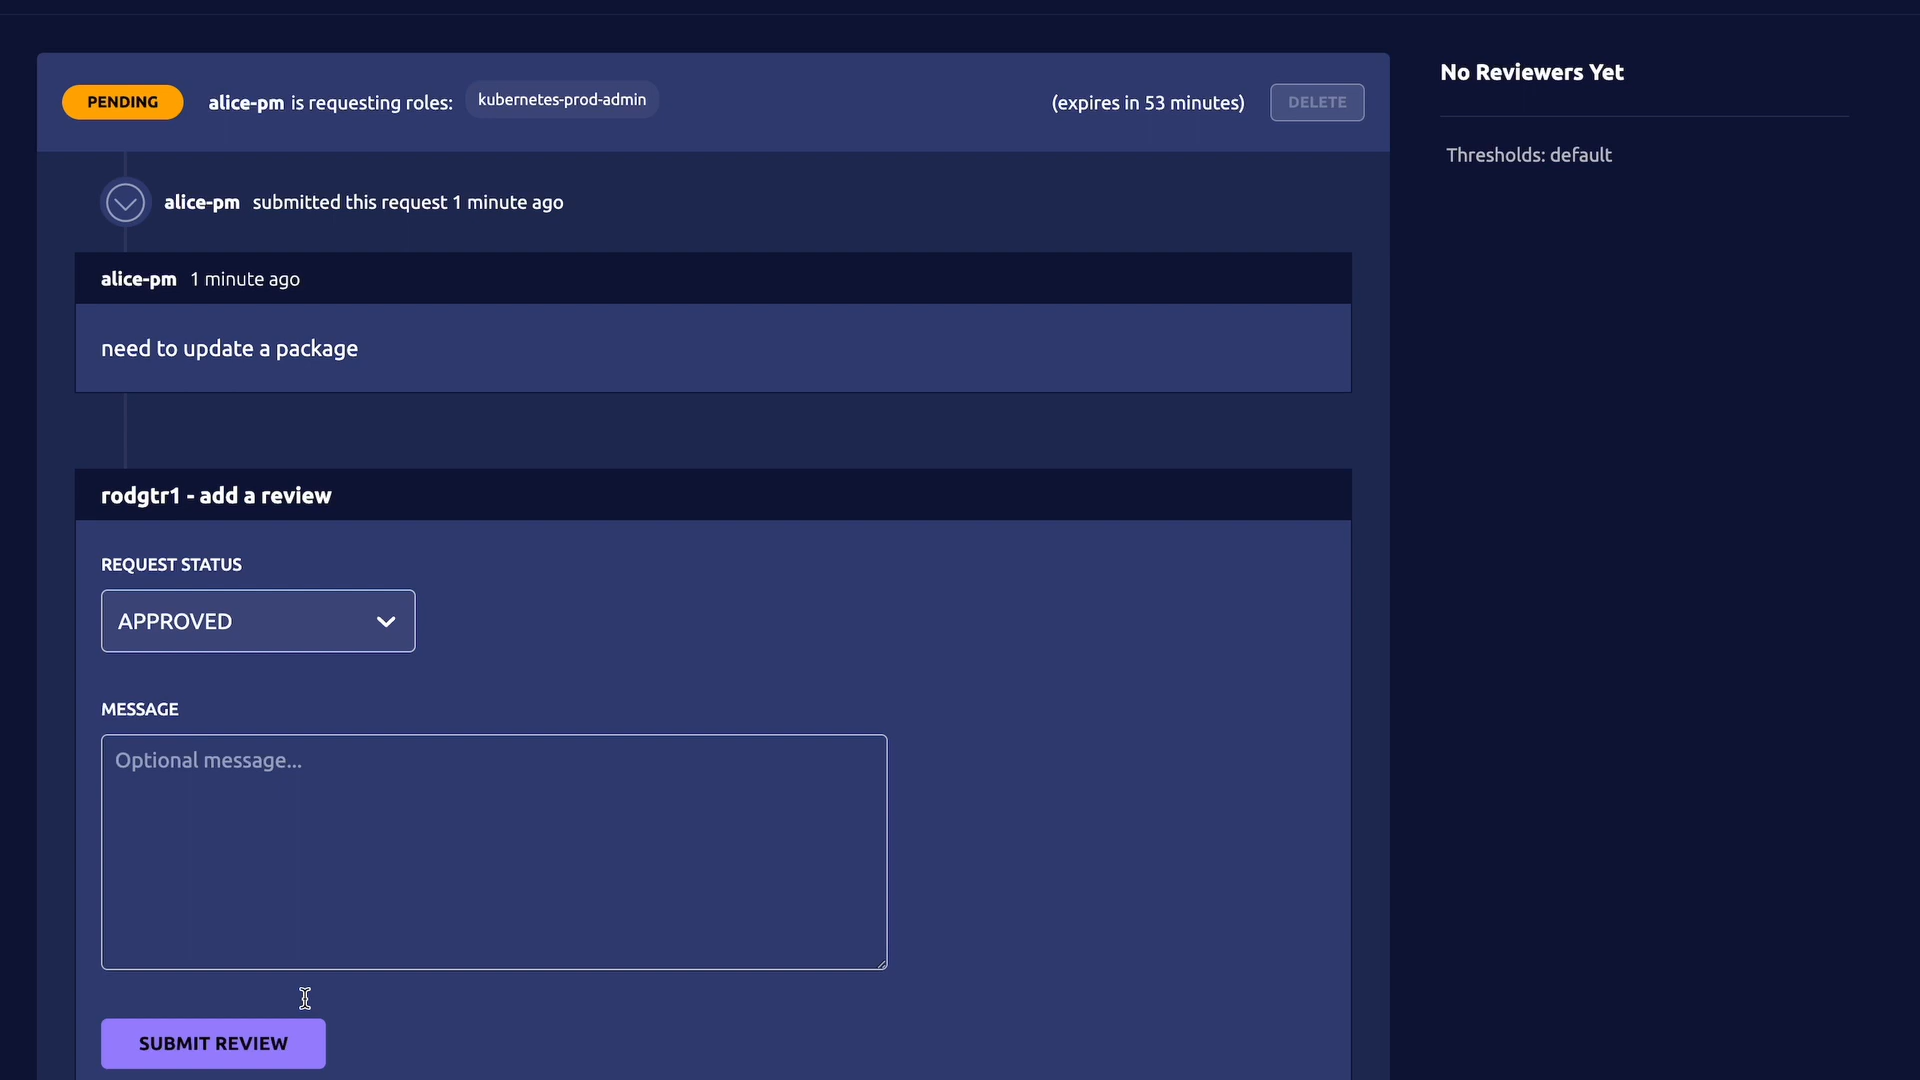 PENDING alice-pm is requesting roles: kubernetes-prod-admin (expires in 53 minutes) DELETE
alice-pm submitted this request 1 minute ago
alice-pm 1 minute ago
need to update a package
rodgtr1 - add a review
REQUEST STATUS
APPROVED
MESSAGE
Optional message...
SUBMIT REVIEW
No Reviewers Yet
Thresholds: default